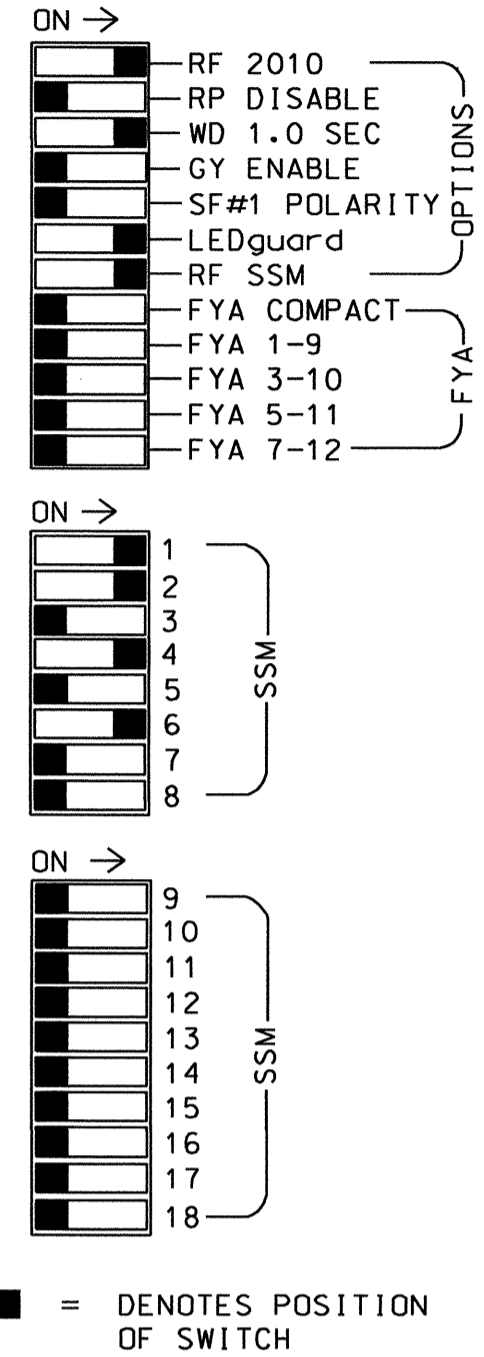 ON →
RF 2010
RP DISABLE
WD 1.0 SEC
GY ENABLE
SF#1 POLARITY
LEDguard
RF SSM
OPTIONS
FYA COMPACT
FYA 1-9
FYA 3-10
FYA 5-11
FYA 7-12
FYA
ON →
1
2
3
4
5
6
7
8
SSM
ON →
9
10
11
12
13
14
15
16
17
18
SSM
= DENOTES POSITION
OF SWITCH